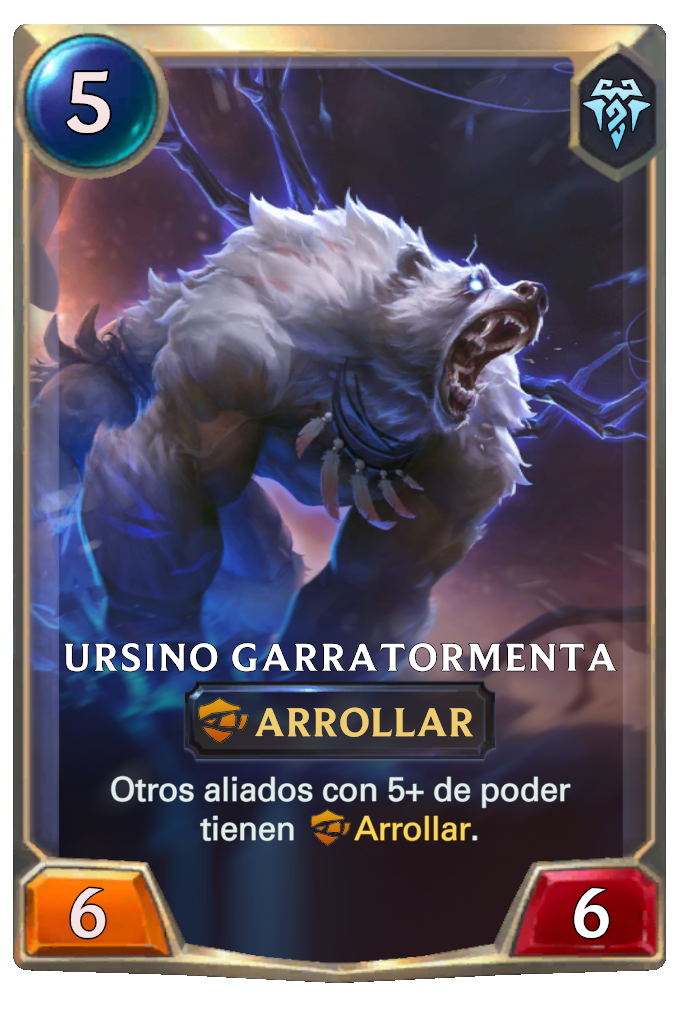 5
URSINO GARRATORMENTA
ARROLLAR
Otros aliados con 5+ de poder
tienen Arrollar.
6
6